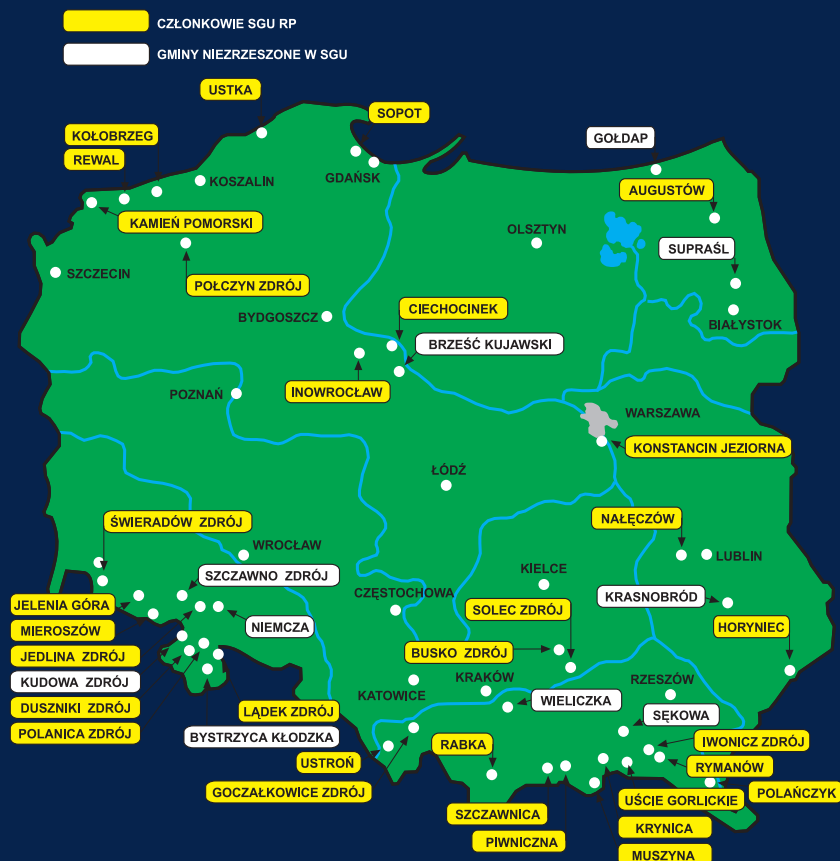 CZŁONKOWIE SGU RP
GMINY NIEZRZESZONE W SGU
USTKA
SOPOT
KOŁOBRZEG
REWAL
GOŁDAP
KOSZALIN
GDAŃSK
AUGUSTÓW
KAMIEŃ POMORSKI
OLSZTYN
SUPRAŚL
SZCZECIN
POŁCZYN ZDRÓJ
CIECHOCINEK
BYDGOSZCZ
BIAŁYSTOK
BRZEŚĆ KUJAWSKI
POZNAŃ
INOWROCŁAW
WARSZAWA
KONSTANCIN JEZIORNA
ŁÓDŹ
ŚWIERADÓW ZDRÓJ
NAŁĘCZÓW
WROCŁAW
LUBLIN
SZCZAWNO ZDRÓJ
KIELCE
CZĘSTOCHOWA
KRASNOBRÓD
JELENIA GÓRA
SOLEC ZDRÓJ
MIEROSZÓW
NIEMCZA
HORYNIEC
JEDLINA ZDRÓJ
BUSKO ZDRÓJ
KUDOWA ZDRÓJ
KRAKÓW
RZESZÓW
KATOWICE
DUSZNIKI ZDRÓJ
LĄDEK ZDRÓJ
WIELICZKA
SĘKOWA
POLANICA ZDRÓJ
BYSTRZYCA KŁODZKA
RABKA
IWONICZ ZDRÓJ
USTROŃ
RYMANÓW
GOCZAŁKOWICE ZDRÓJ
POLAŃCZYK
UŚCIE GORLICKIE
SZCZAWNICA
KRYNICA
PIWNICZNA
MUSZYNA